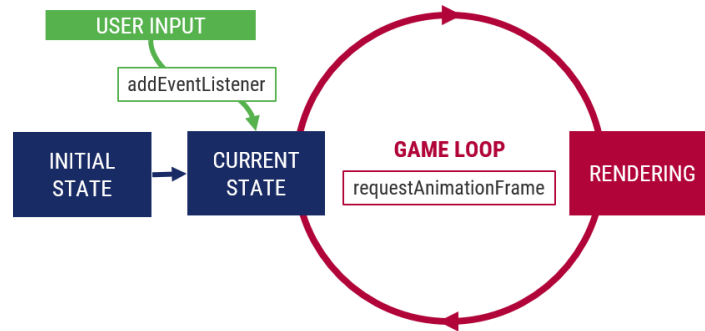 USER INPUT
addEventListener
INITIAL
STATE
CURRENT
STATE
GAME LOOP
requestAnimationFrame
RENDERING